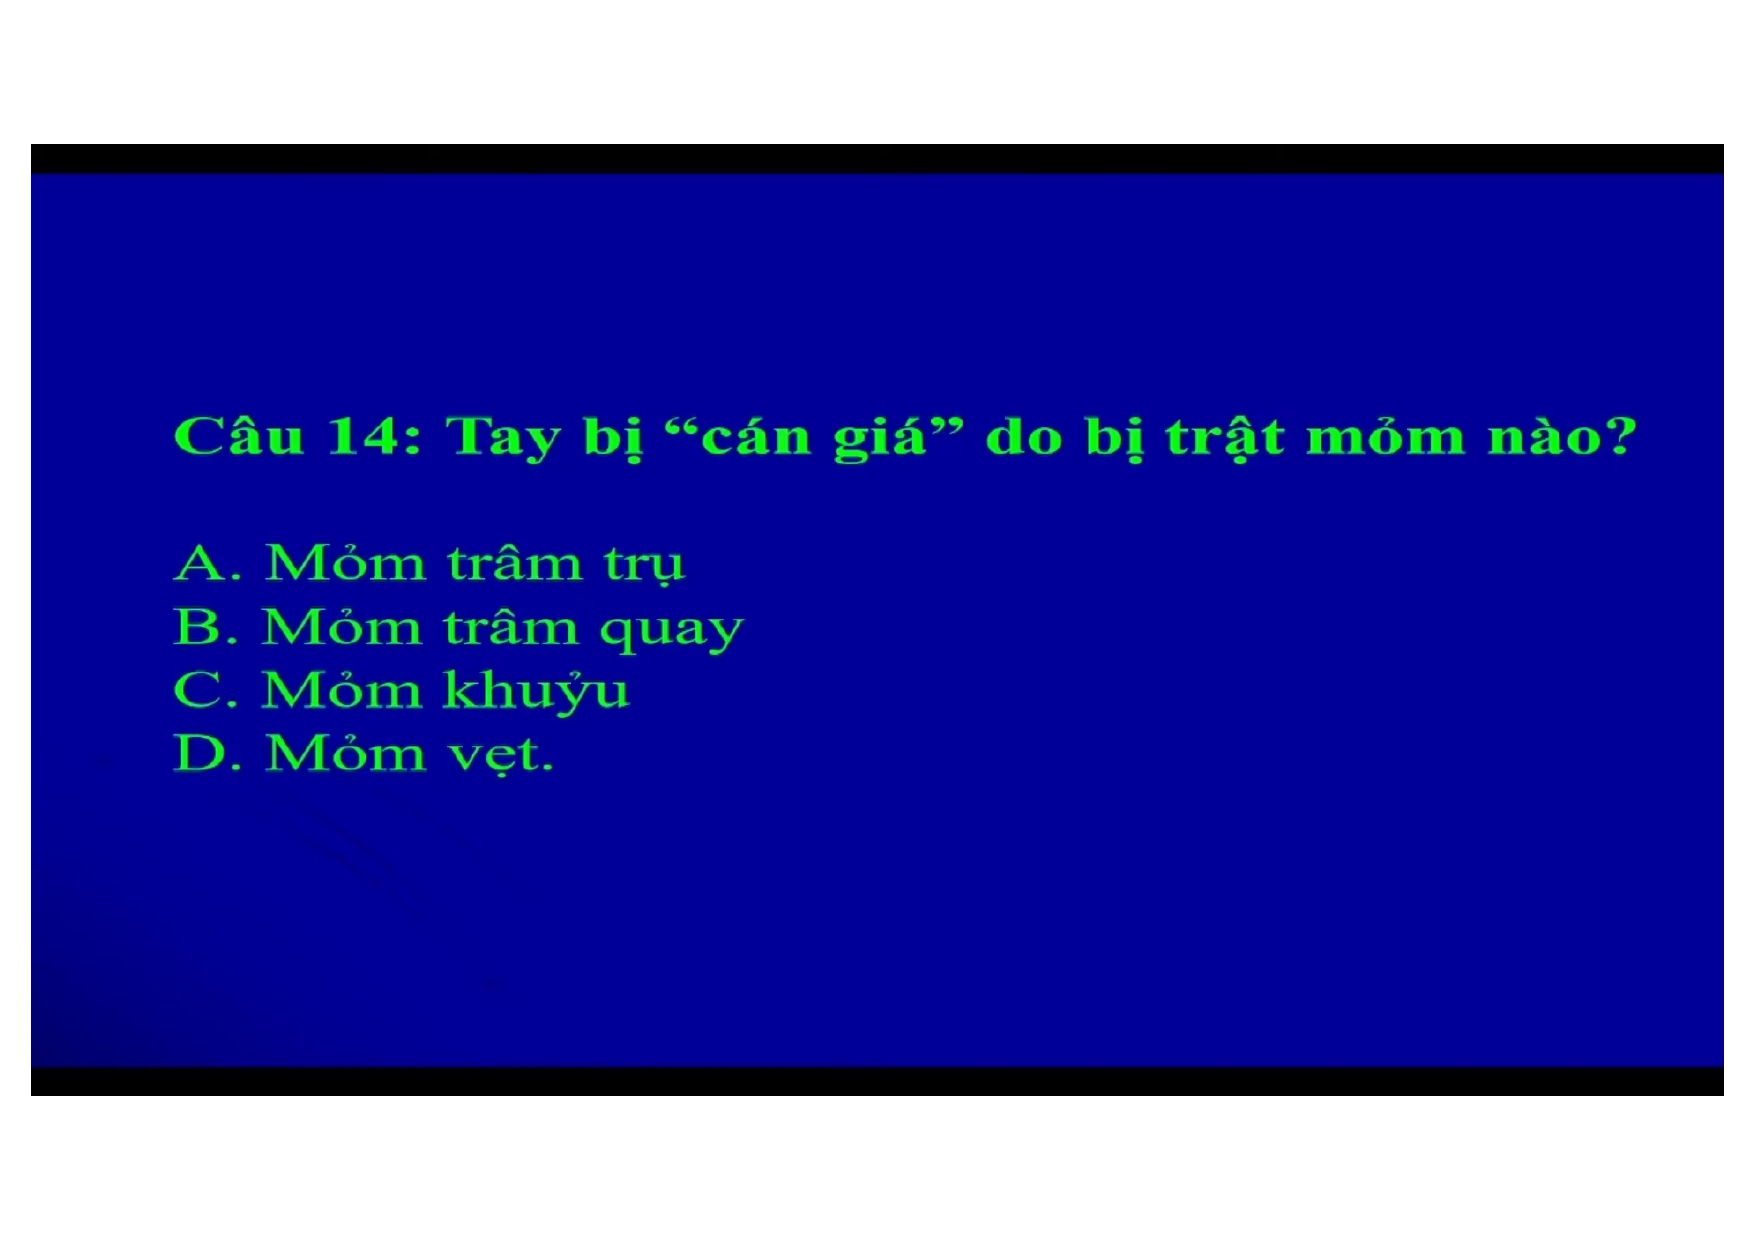 Câu 14: Tay bị “cán giá” do bị trật mỏm nào?
A. Mỏm trâm trụ
B. Mỏm trâm quay
C. Mỏm khuỷu
D. Mỏm vẹt.